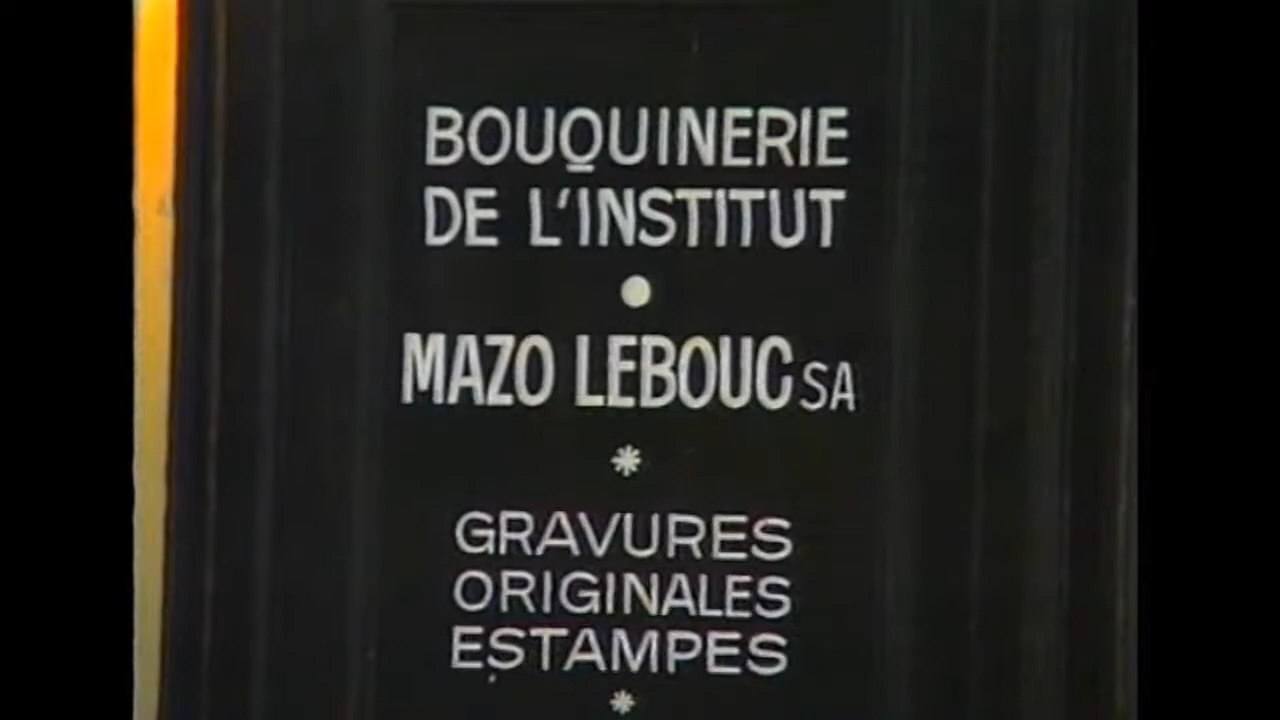 BOUQUINERIE
DE L'INSTITUT
MAZO LEBOUC SA
GRAVURES
ORIGINALES
ESTAMPES